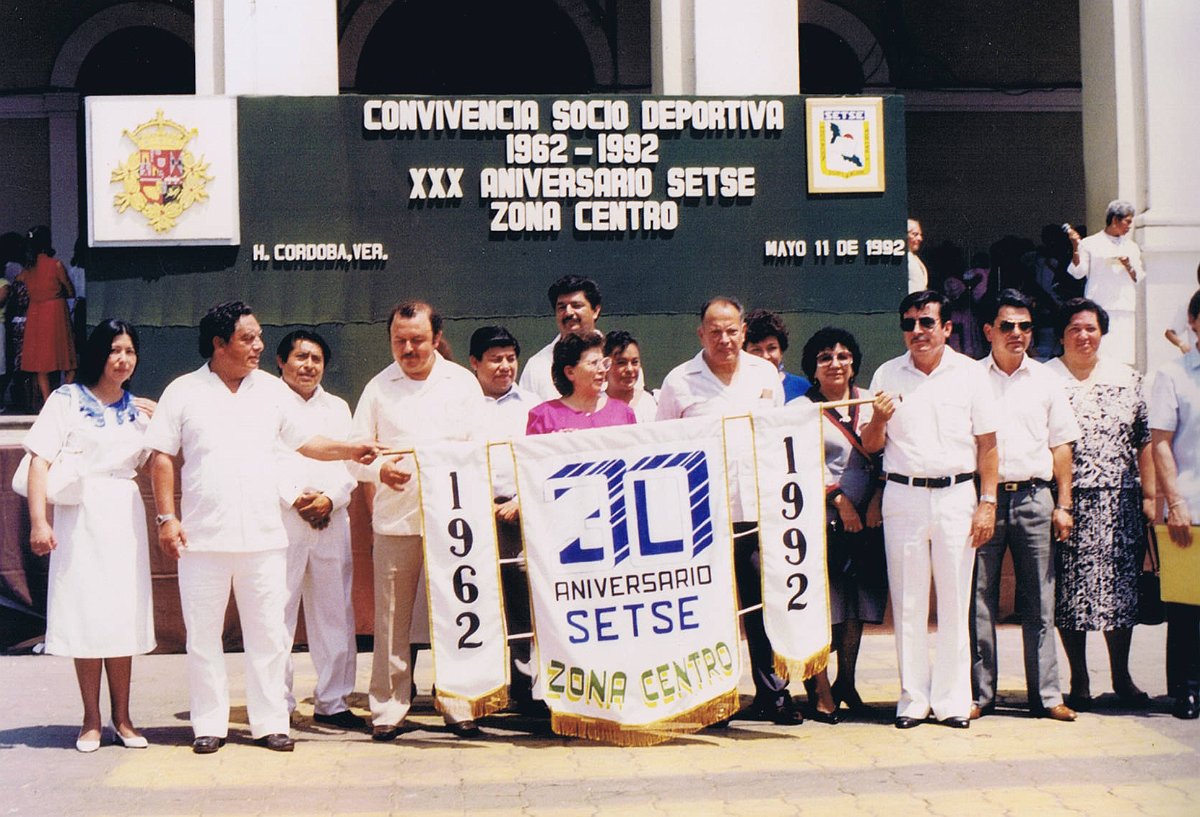 CONVIVENCIA SOCIO DEPORTIVA
1962-1992
XXX ANIVERSARIO SETSE
ZONA CENTRO
H. CORDOBA, VER.
MAYO 11 DE 1992
SETSE
1962
30
ANIVERSARIO
SETSE
ZONA CENTRO
1992